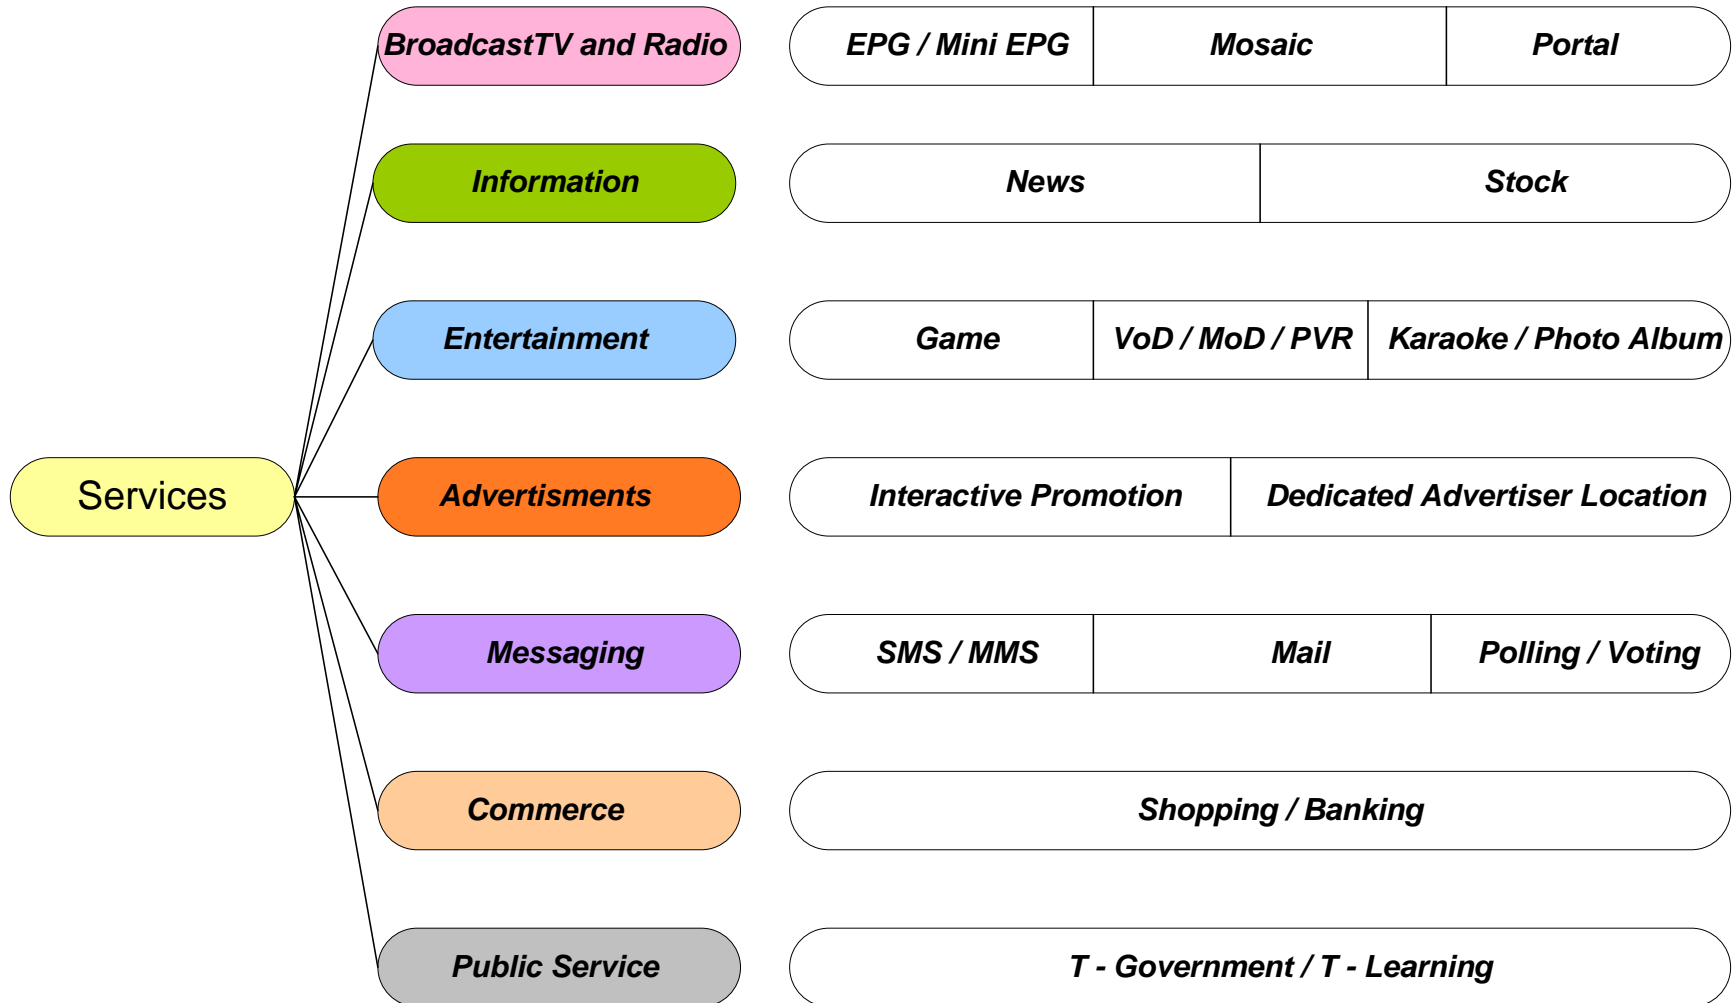 BroadcastTV and Radio
EPG / Mini EPG
Mosaic
Portal
Information
News
Stock
Entertainment
Game
VoD / MoD / PVR
Karaoke / Photo Album
Services
Advertisments
Interactive Promotion
Dedicated Advertiser Location
Messaging
SMS / MMS
Mail
Polling / Voting
Commerce
Shopping / Banking
Public Service
T - Government / T - Learning